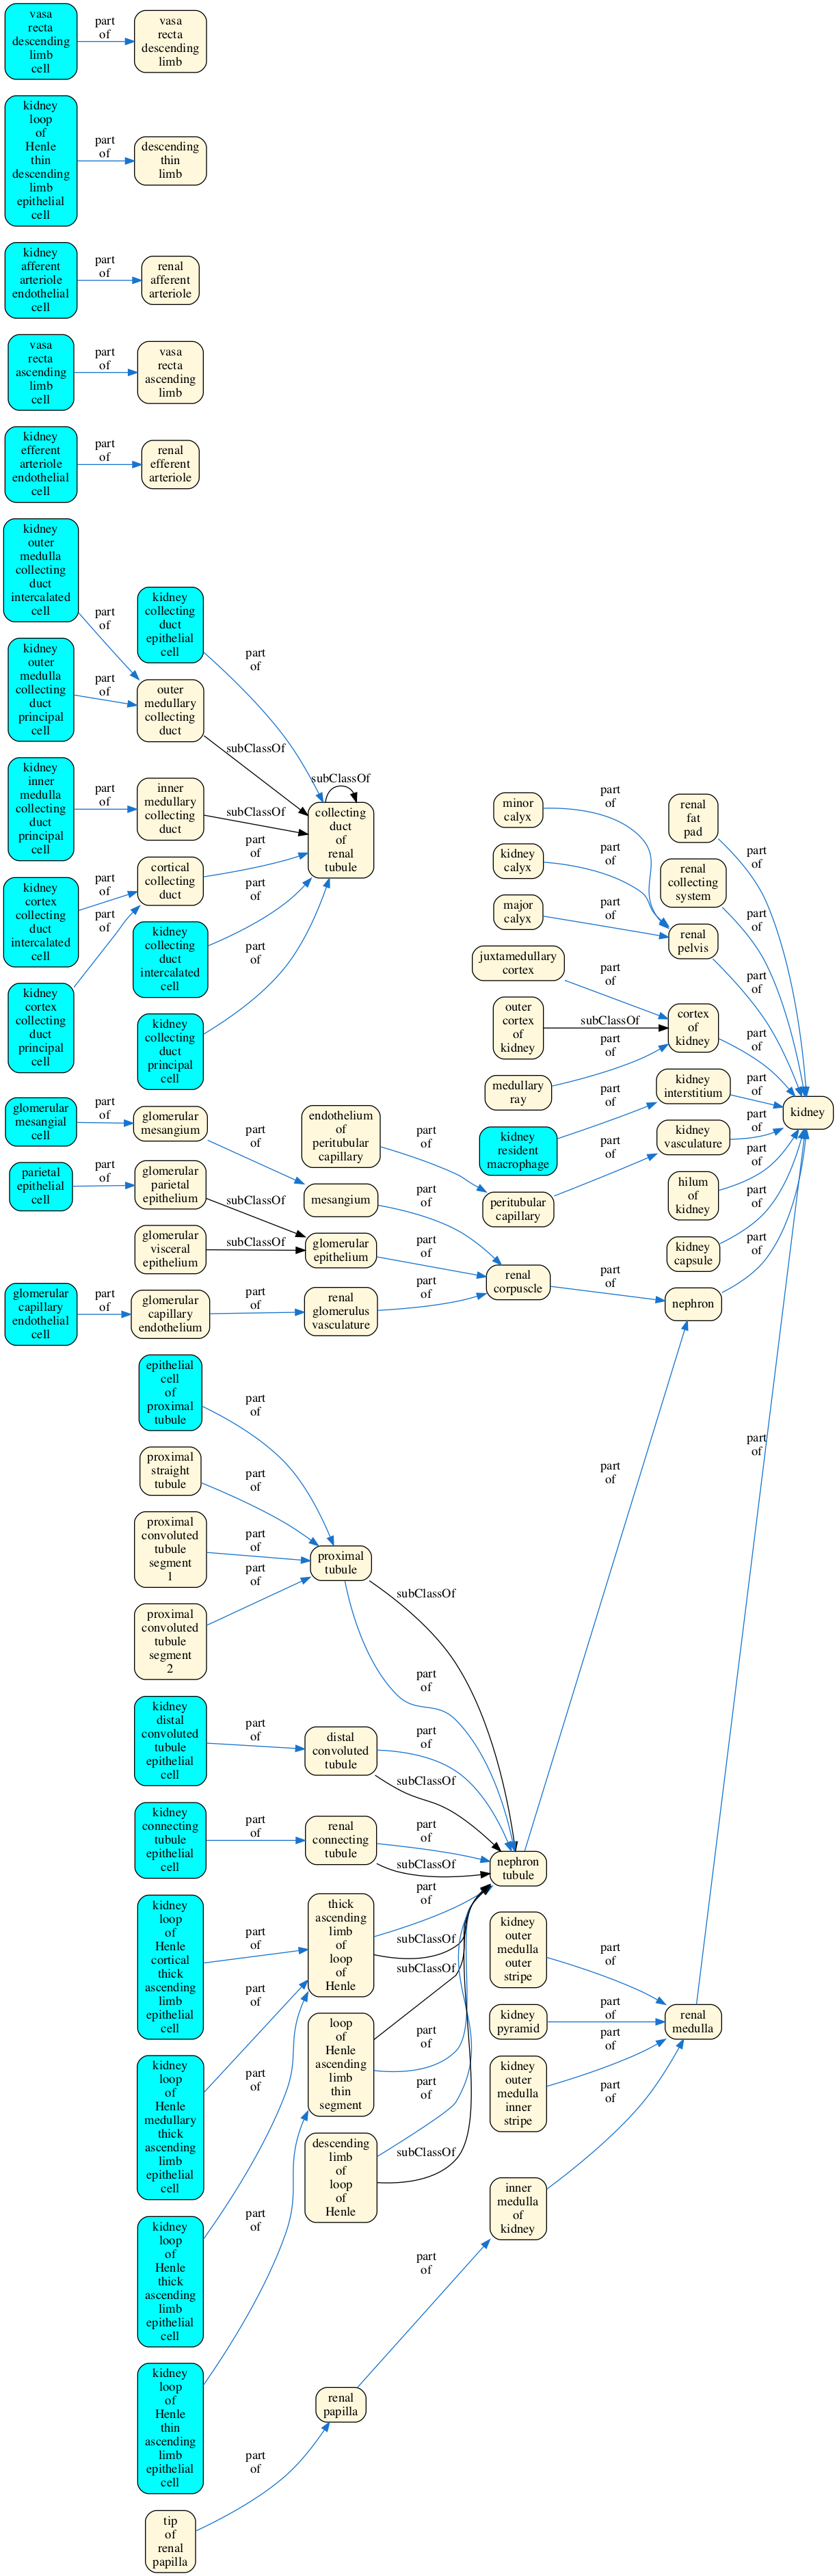 vasa
recta
descending
limb
cell
part
of
vasa
recta
descending
limb
kidney
loop
of
Henle
thin
descending
limb
epithelial
cell
part
of
descending
thin
limb
kidney
afferent
arteriole
endothelial
cell
part
of
renal
afferent
arteriole
vasa
recta
ascending
limb
cell
part
of
vasa
recta
ascending
limb
kidney
efferent
arteriole
endothelial
cell
part
of
renal
efferent
arteriole
kidney
outer
medulla
collecting
duct
intercalated
cell
part
of
kidney
outer
medulla
collecting
duct
principal
cell
part
of
kidney
inner
medulla
collecting
duct
principal
cell
part
of
kidney
cortex
collecting
duct
intercalated
cell
part
of
kidney
cortex
collecting
duct
principal
cell
part
of
kidney
collecting
duct
epithelial
cell
part
of
outer
medullary
collecting
duct
subClassOf
inner
medullary
collecting
duct
subClassOf
cortical
collecting
duct
part
of
kidney
collecting
duct
intercalated
cell
part
of
kidney
collecting
duct
principal
cell
part
of
subClassOf
collecting
duct
of
renal
tubule
minor
calyx
part
of
kidney
calyx
part
of
major
calyx
part
of
juxtamedullary
cortex
part
of
outer
cortex
of
kidney
subClassOf
medullary
ray
part
of
kidney
resident
macrophage
part
of
peritubular
capillary
part
of
renal
fat
pad
part
of
renal
collecting
system
part
of
renal
pelvis
part
of
cortex
of
kidney
part
of
kidney
interstitium
part
of
kidney
vasculature
part
of
hilum
of
kidney
part
of
kidney
capsule
part
of
nephron
part
of
kidney
glomerular
mesangial
cell
part
of
glomerular
mesangium
part
of
endothelium
of
peritubular
capillary
part
of
parietal
epithelial
cell
part
of
glomerular
parietal
epithelium
subClassOf
mesangium
part
of
glomerular
visceral
epithelium
subClassOf
glomerular
epithelium
part
of
glomerular
capillary
endothelial
cell
part
of
glomerular
capillary
endothelium
part
of
renal
glomerulus
vasculature
part
of
renal
corpuscle
part
of
epithelial
cell
of
proximal
tubule
part
of
proximal
straight
tubule
part
of
proximal
convoluted
tubule
segment
1
part
of
proximal
convoluted
tubule
segment
2
part
of
proximal
tubule
subClassOf
part
of
part
of
part
of
kidney
distal
convoluted
tubule
epithelial
cell
part
of
distal
convoluted
tubule
part
of
subClassOf
kidney
connecting
tubule
epithelial
cell
part
of
renal
connecting
tubule
part
of
subClassOf
nephron
tubule
kidney
loop
of
Henle
cortical
thick
ascending
limb
epithelial
cell
part
of
thick
ascending
limb
of
loop
of
Henle
part
of
subClassOf
kidney
loop
of
Henle
medullary
thick
ascending
limb
epithelial
cell
part
of
loop
of
Henle
ascending
limb
thin
segment
subClassOf
part
of
kidney
loop
of
Henle
thick
ascending
limb
epithelial
cell
part
of
descending
limb
of
loop
of
Henle
part
of
subClassOf
kidney
loop
of
Henle
thin
ascending
limb
epithelial
cell
part
of
kidney
outer
medulla
outer
stripe
part
of
kidney
pyramid
part
of
kidney
outer
medulla
inner
stripe
part
of
inner
medulla
of
kidney
part
of
renal
medulla
renal
papilla
part
of
tip
of
renal
papilla
part
of